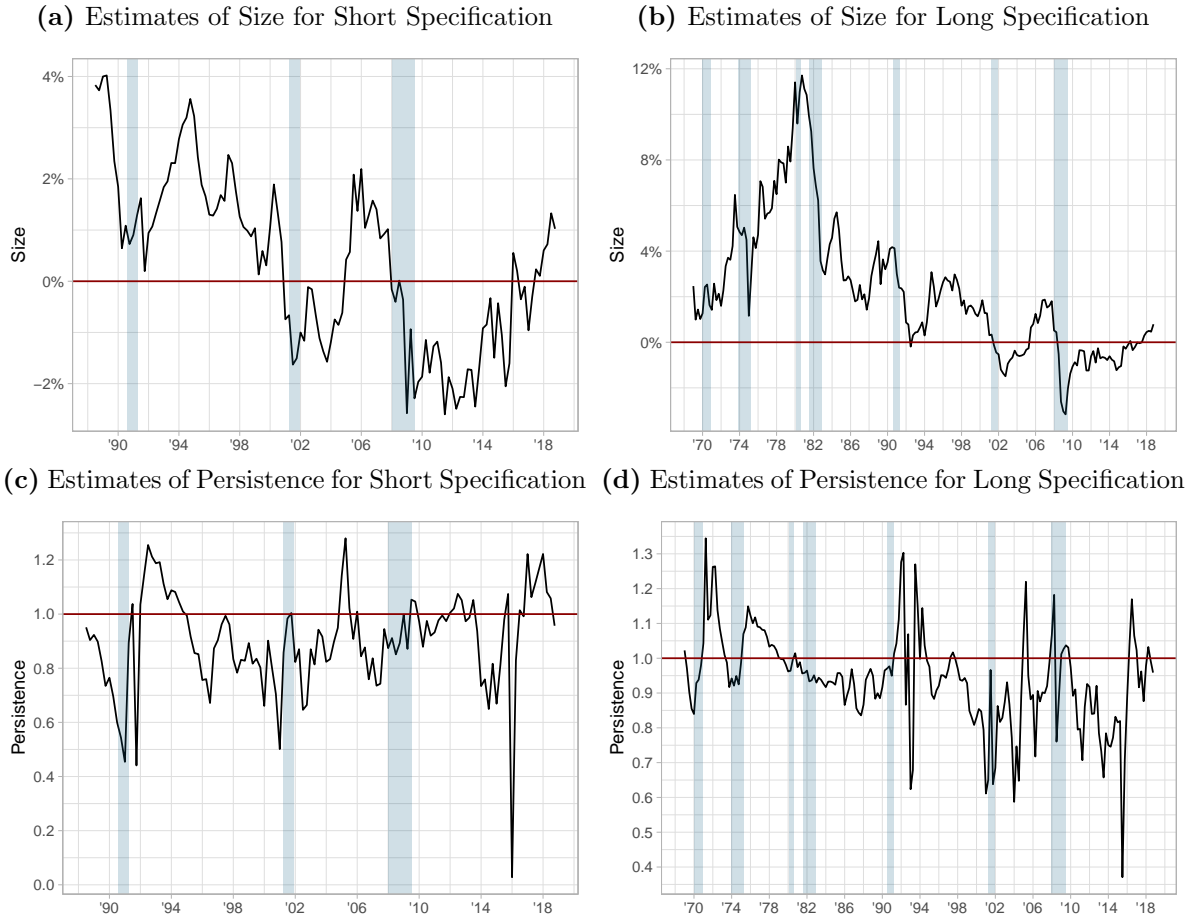 (a) Estimates of Size for Short Specification
(b) Estimates of Size for Long Specification
4%
2%
0%
−2%
Size
'90 '94 '98 '02 '06 '10 '14 '18
12%
8%
4%
0%
Size
'70 '74 '78 '82 '86 '90 '94 '98 '02 '06 '10 '14 '18
(c) Estimates of Persistence for Short Specification
(d) Estimates of Persistence for Long Specification
1.2
1.0
0.8
0.6
0.4
0.2
0.0
Persistence
'90 '94 '98 '02 '06 '10 '14 '18
1.3
1.2
1.1
1.0
0.9
0.8
0.7
0.6
0.5
0.4
Persistence
'70 '74 '78 '82 '86 '90 '94 '98 '02 '06 '10 '14 '18